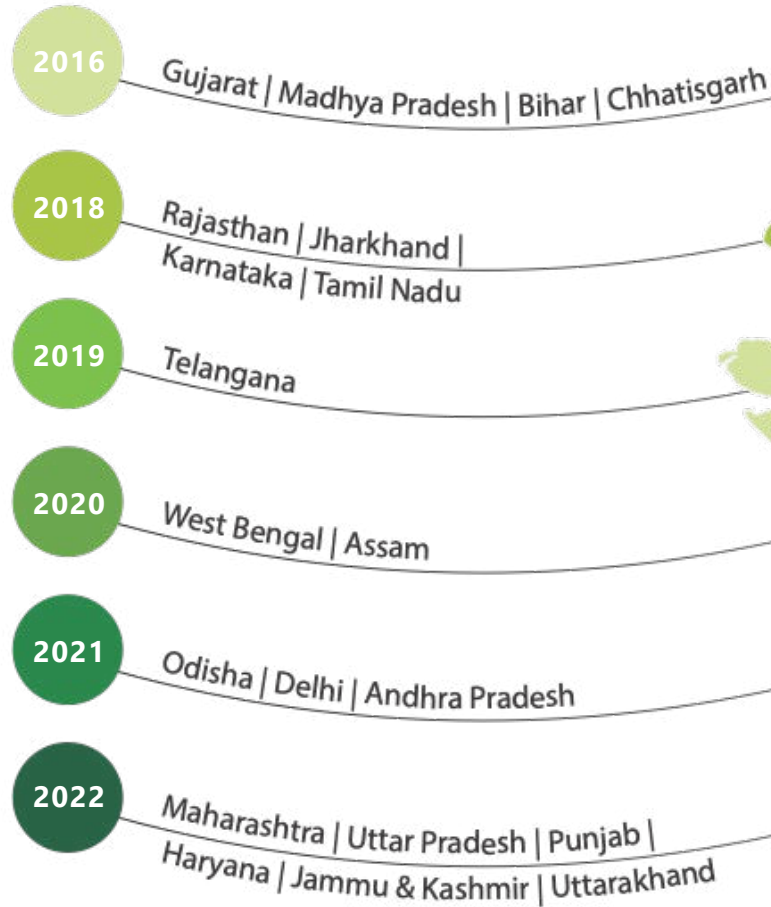 2016
Gujarat | Madhya Pradesh | Bihar | Chhatisgarh
2018
Rajasthan | Jharkhand |
Karnataka | Tamil Nadu
2019
Telangana
2020
West Bengal | Assam
2021
Odisha | Delhi | Andhra Pradesh
2022
Maharashtra | Uttar Pradesh | Punjab |
Haryana | Jammu & Kashmir | Uttarakhand